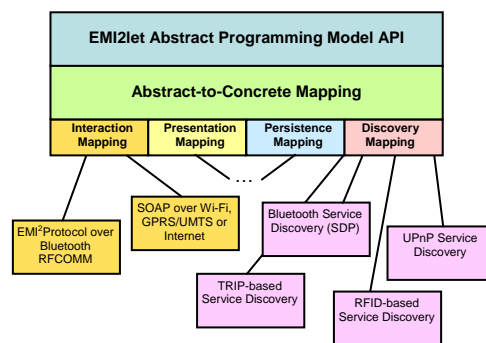 EMI2let Abstract Programming Model API
Abstract-to-Concrete Mapping
Interaction
Mapping
Presentation
Mapping
Persistence
Mapping
Discovery
Mapping
...
EMI²Protocol over
Bluetooth
RFCOMM
SOAP over Wi-Fi,
GPRS/UMTS or
Internet
Bluetooth Service
Discovery (SDP)
UPnP Service
Discovery
TRIP-based
Service Discovery
RFID-based
Service Discovery